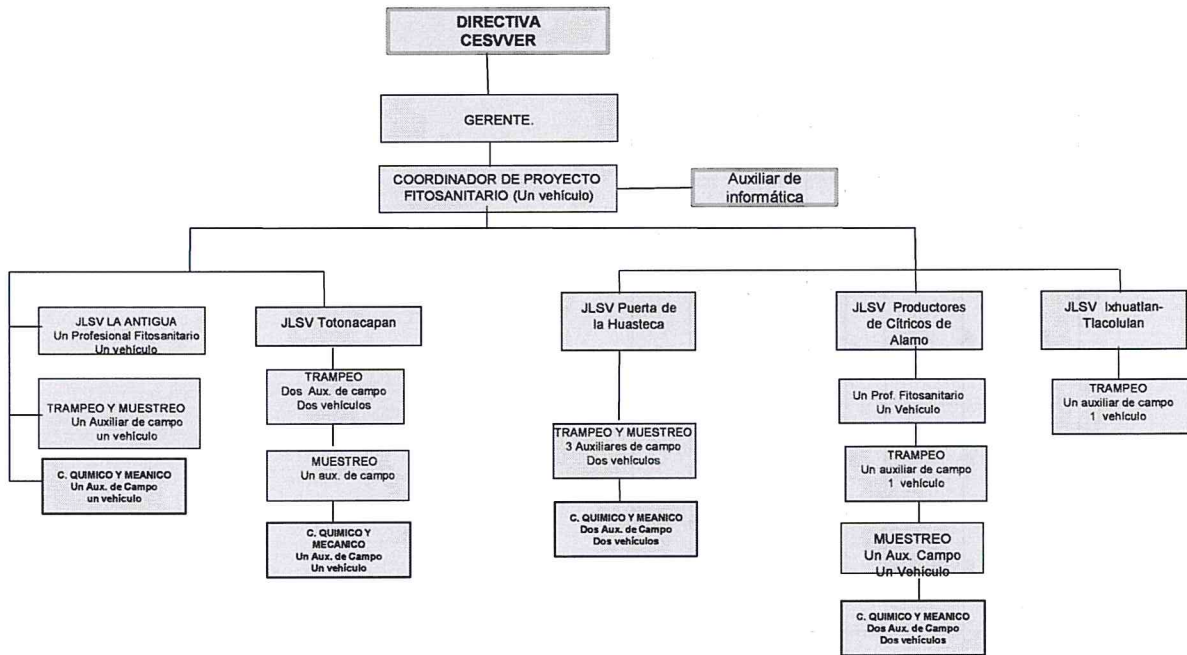 DIRECTIVA
CESVVER
GERENTE.
COORDINADOR DE PROYECTO
FITOSANITARIO (Un vehículo)
Auxiliar de
informática
JLSV LA ANTIGUA
Un Profesional Fitosanitario
Un vehículo
TRAMPEO Y MUESTREO
Un Auxiliar de campo
un vehículo
C. QUIMICO Y MEANICO
Un Aux. de Campo
un vehículo
JLSV Totonacapan
TRAMPEO
Dos Aux. de campo
Dos vehículos
MUESTREO
Un aux. de campo
C. QUIMICO Y
MECANICO
Un Aux. de Campo
Un vehículo
JLSV Puerta de
la Huasteca
TRAMPEO Y MUESTREO
3 Auxiliares de campo
Dos vehículos
C. QUIMICO Y MEANICO
Dos Aux. de Campo
Dos vehículos
JLSV Productores
de Cítricos de
Alamo
Un Prof. Fitosanitario
Un Vehículo
TRAMPEO
Un auxiliar de campo
1 vehículo
MUESTREO
Un Aux. Campo
Un Vehículo
C. QUIMICO Y MEANICO
Dos Aux. de Campo
Dos vehículos
JLSV Ixhuatlan-
Tlacolulan
TRAMPEO
Un auxiliar de campo
1 vehículo